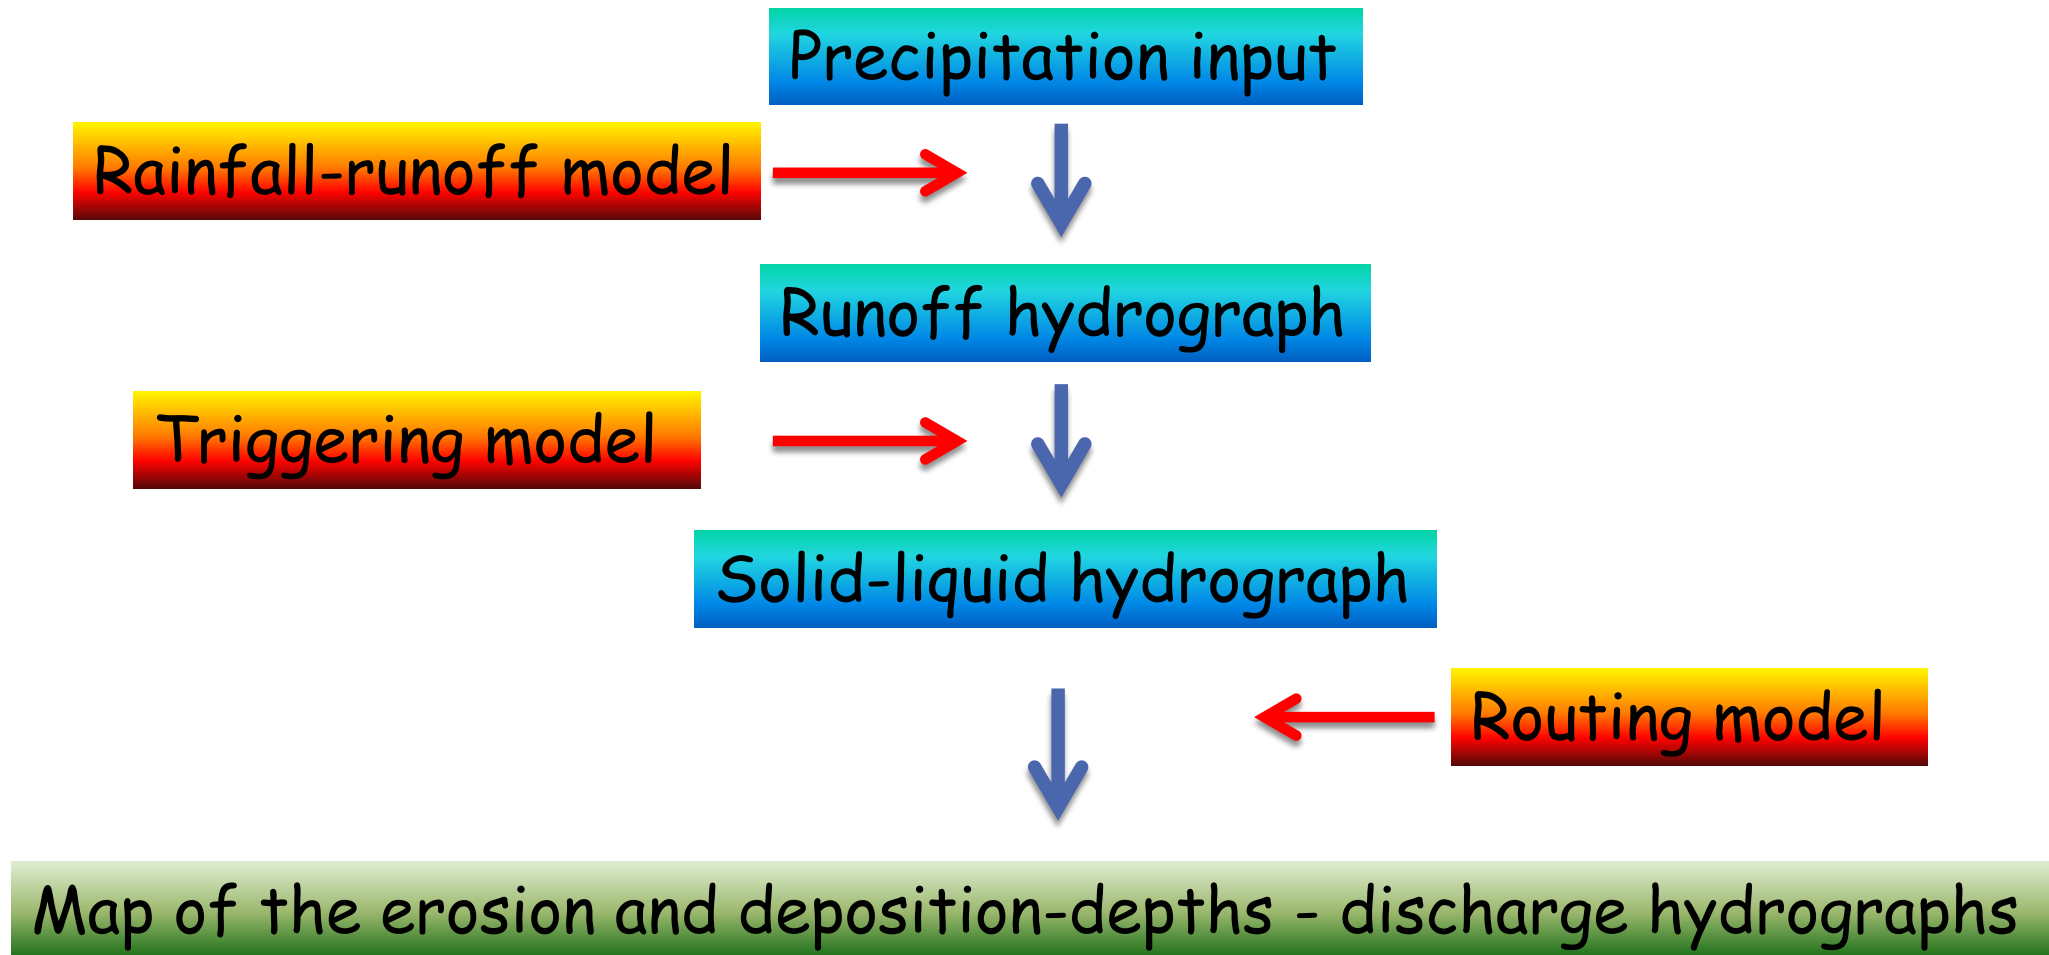 Precipitation input
Rainfall-runoff model
Runoff hydrograph
Triggering model
Solid-liquid hydrograph
Routing model
Map of the erosion and deposition-depths - discharge hydrographs